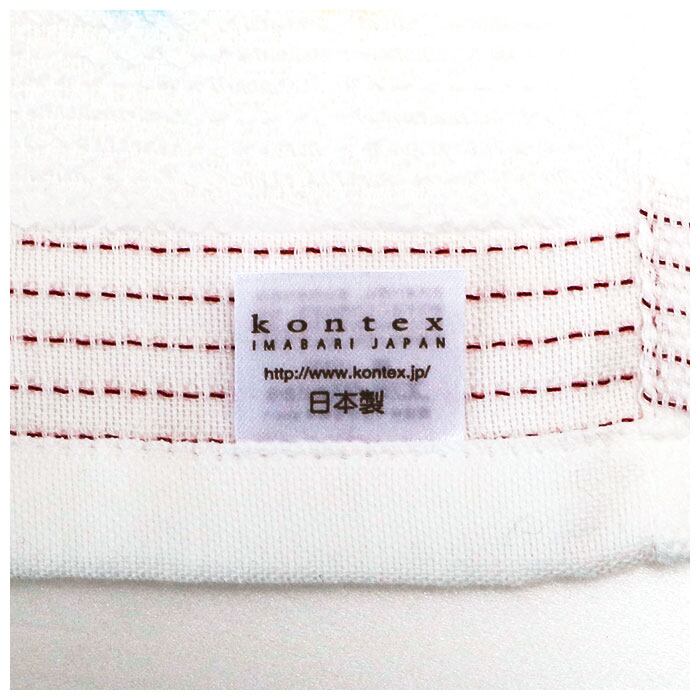 kontex
IMABARI JAPAN
http://www.kontex.jp/
日本製